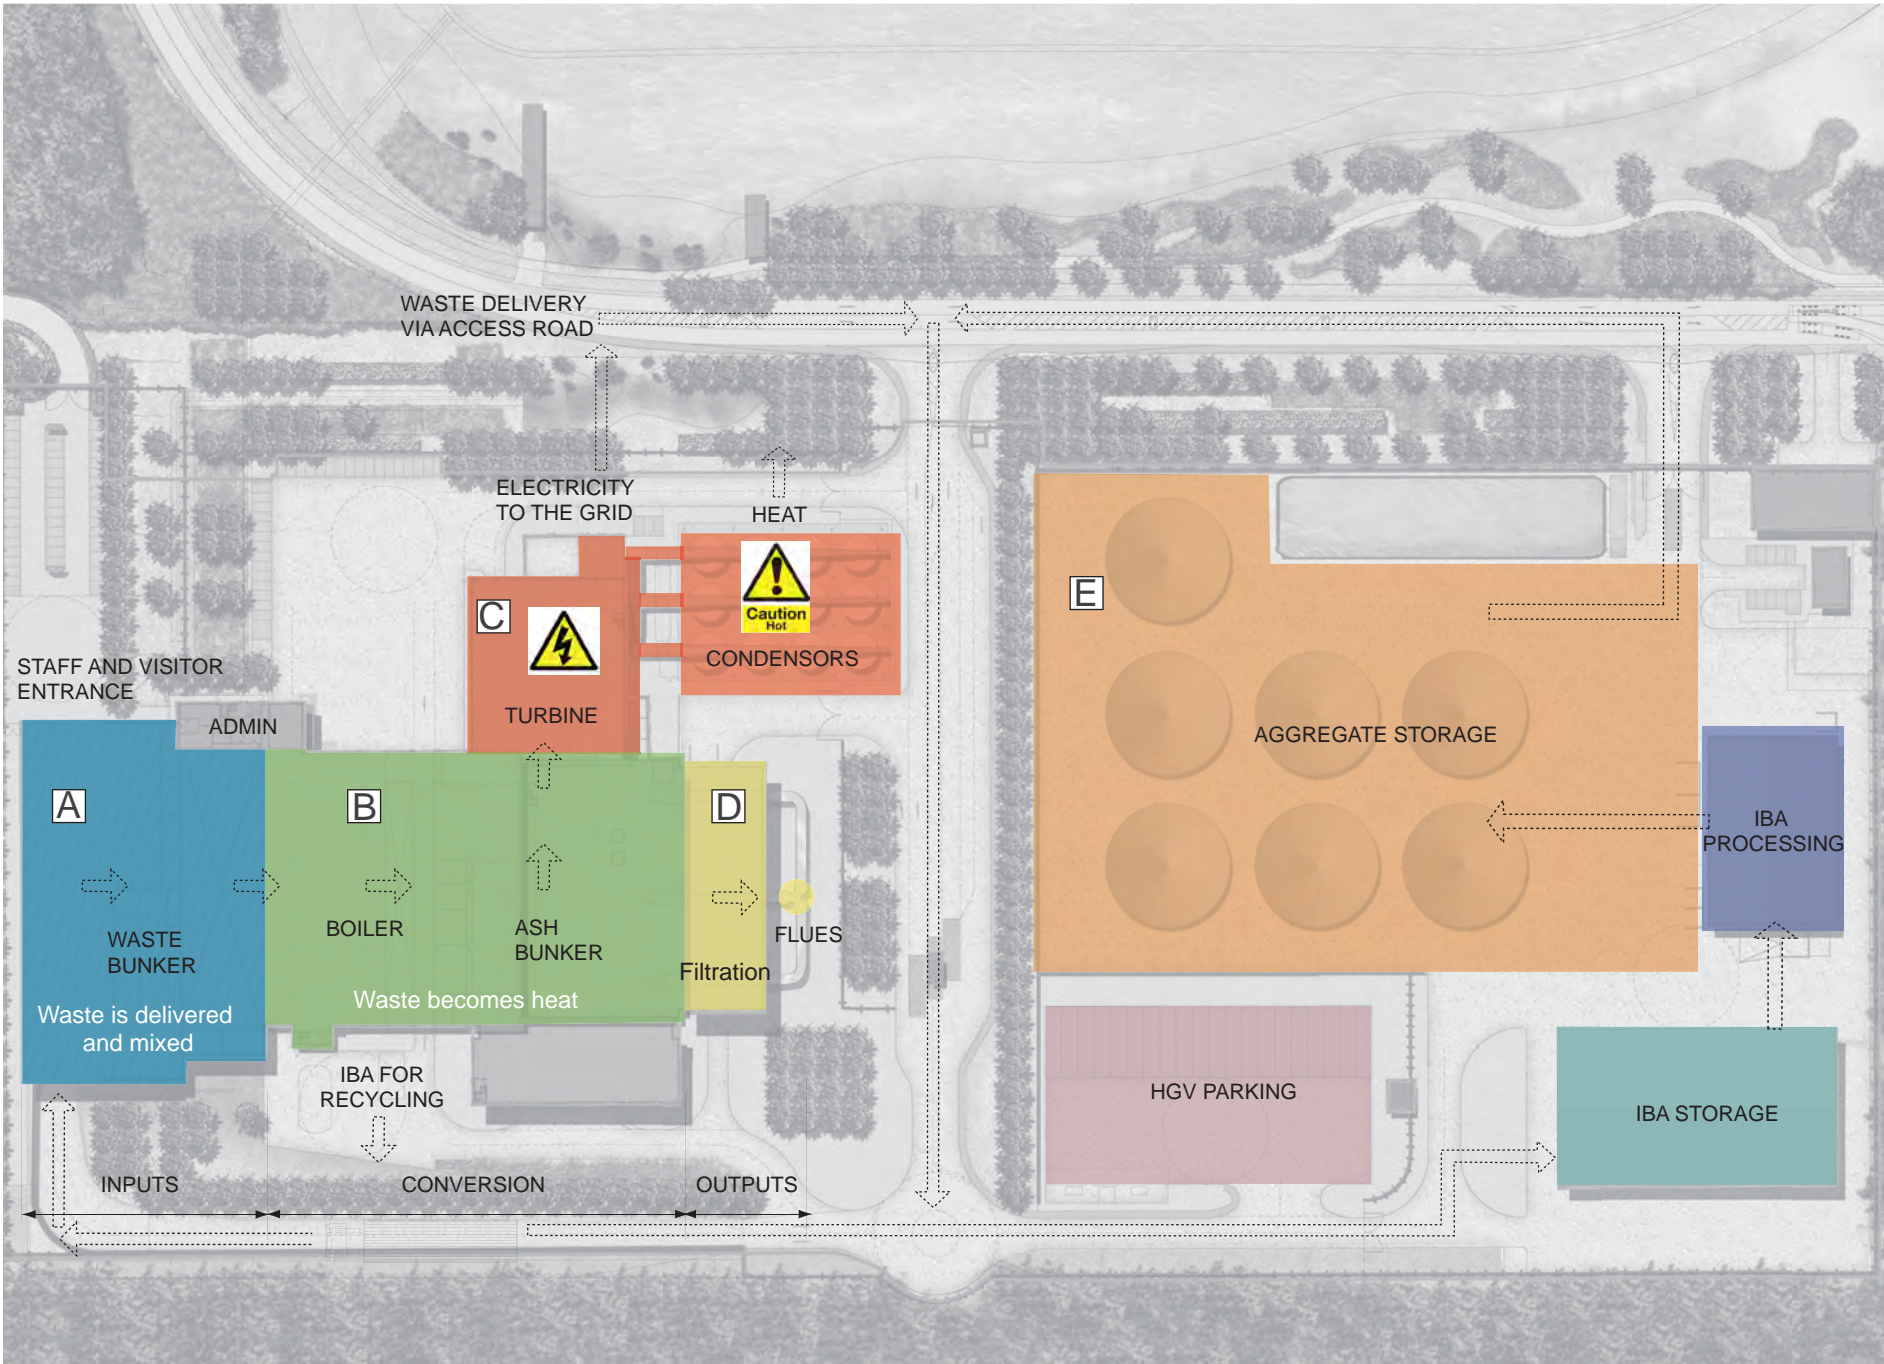 WASTE DELIVERY
VIA ACCESS ROAD
ELECTRICITY
TO THE GRID
HEAT
C
Caution
Hot
E
CONDENSORS
STAFF AND VISITOR
ENTRANCE
TURBINE
ADMIN
AGGREGATE STORAGE
A
B
D
IBA
PROCESSING
BOILER
ASH
BUNKER
FLUES
WASTE
BUNKER
Filtration
Waste becomes heat
Waste is delivered
and mixed
IBA FOR
RECYCLING
HGV PARKING
IBA STORAGE
INPUTS
CONVERSION
OUTPUTS